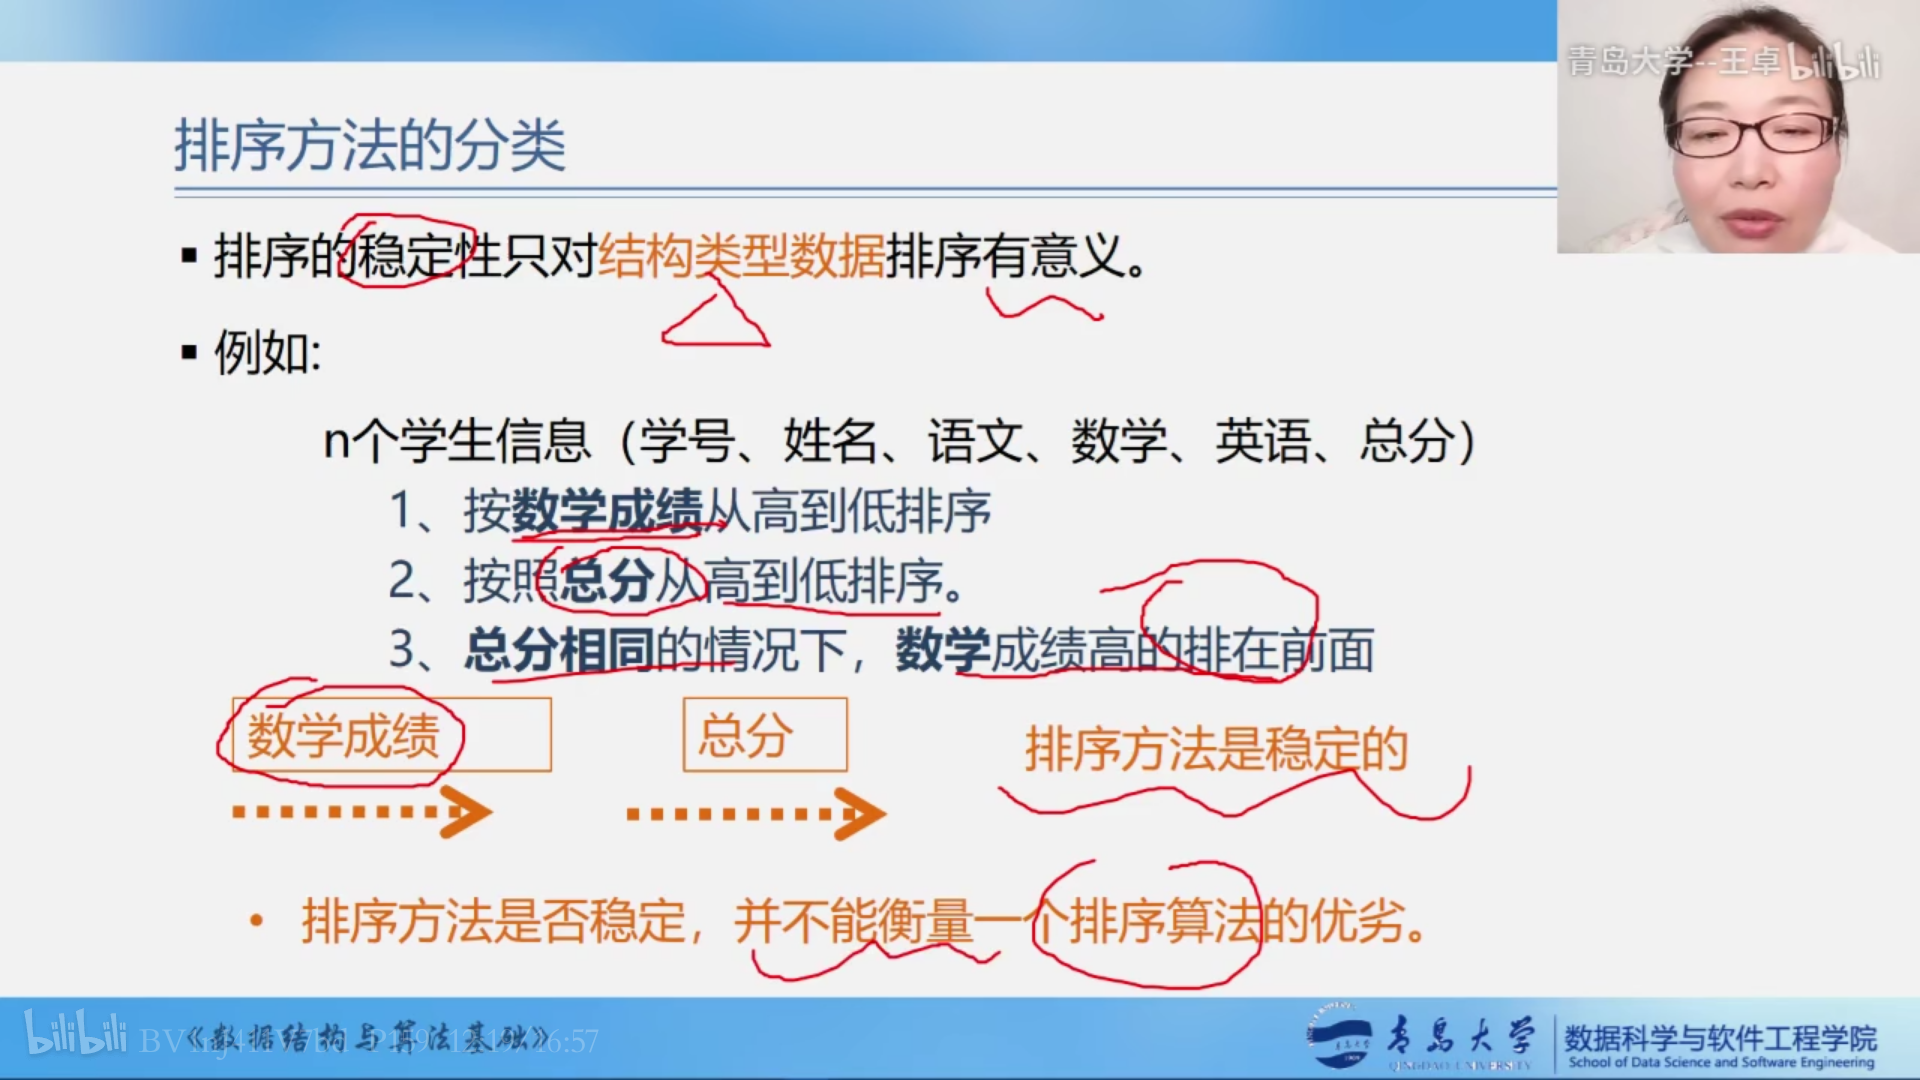 青岛大学--王卓 bilibili
排序方法的分类
▪ 排序的稳定性只对结构类型数据排序有意义。
▪ 例如:
n个学生信息（学号、姓名、语文、数学、英语、总分）
1、按数学成绩从高到低排序
2、按照总分从高到低排序。
3、总分相同的情况下，数学成绩高的排在前面
数学成绩 总分 排序方法是稳定的
• 排序方法是否稳定，并不能衡量一个排序算法的优劣。
bilibili 《数据结构与算法基础》 :57
青岛大学 数据科学与软件工程学院
QINGDAO UNIVERSITY School of Data Science and Software Engineering